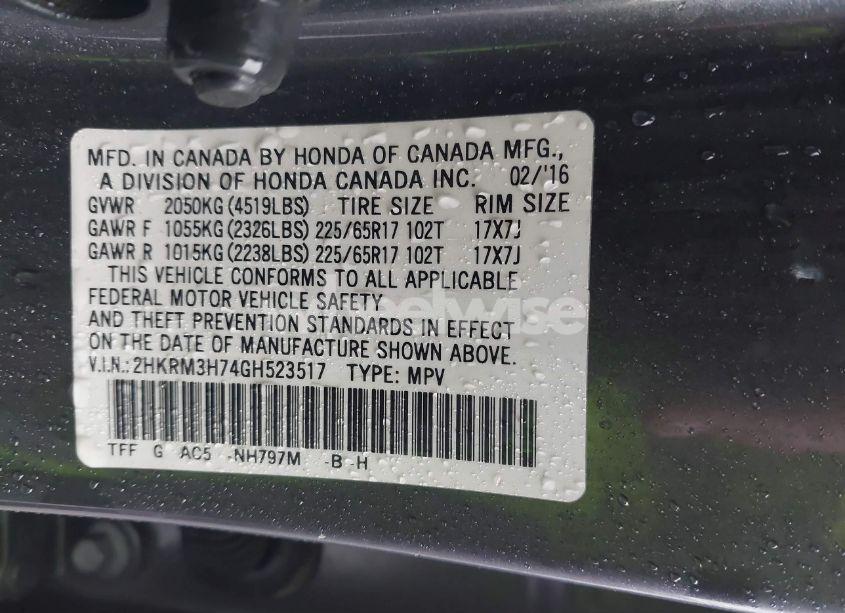 MFD. IN CANADA BY HONDA OF CANADA MFG.,
A DIVISION OF HONDA CANADA INC. 02/'16
GVWR 2050KG (4519LBS) TIRE SIZE RIM SIZE
GAWR F 1055KG (2326LBS) 225/65R17 102T 17X7J
GAWR R 1015KG (2238LBS) 225/65R17 102T 17X7J
THIS VEHICLE CONFORMS TO ALL APPLICABLE
FEDERAL MOTOR VEHICLE SAFETY
AND THEFT PREVENTION STANDARDS IN EFFECT
ON THE DATE OF MANUFACTURE SHOWN ABOVE.
V.I.N.: 2HKRM3H74GH523517 TYPE: MPV
TFF G AC5 -NH797M -B -H